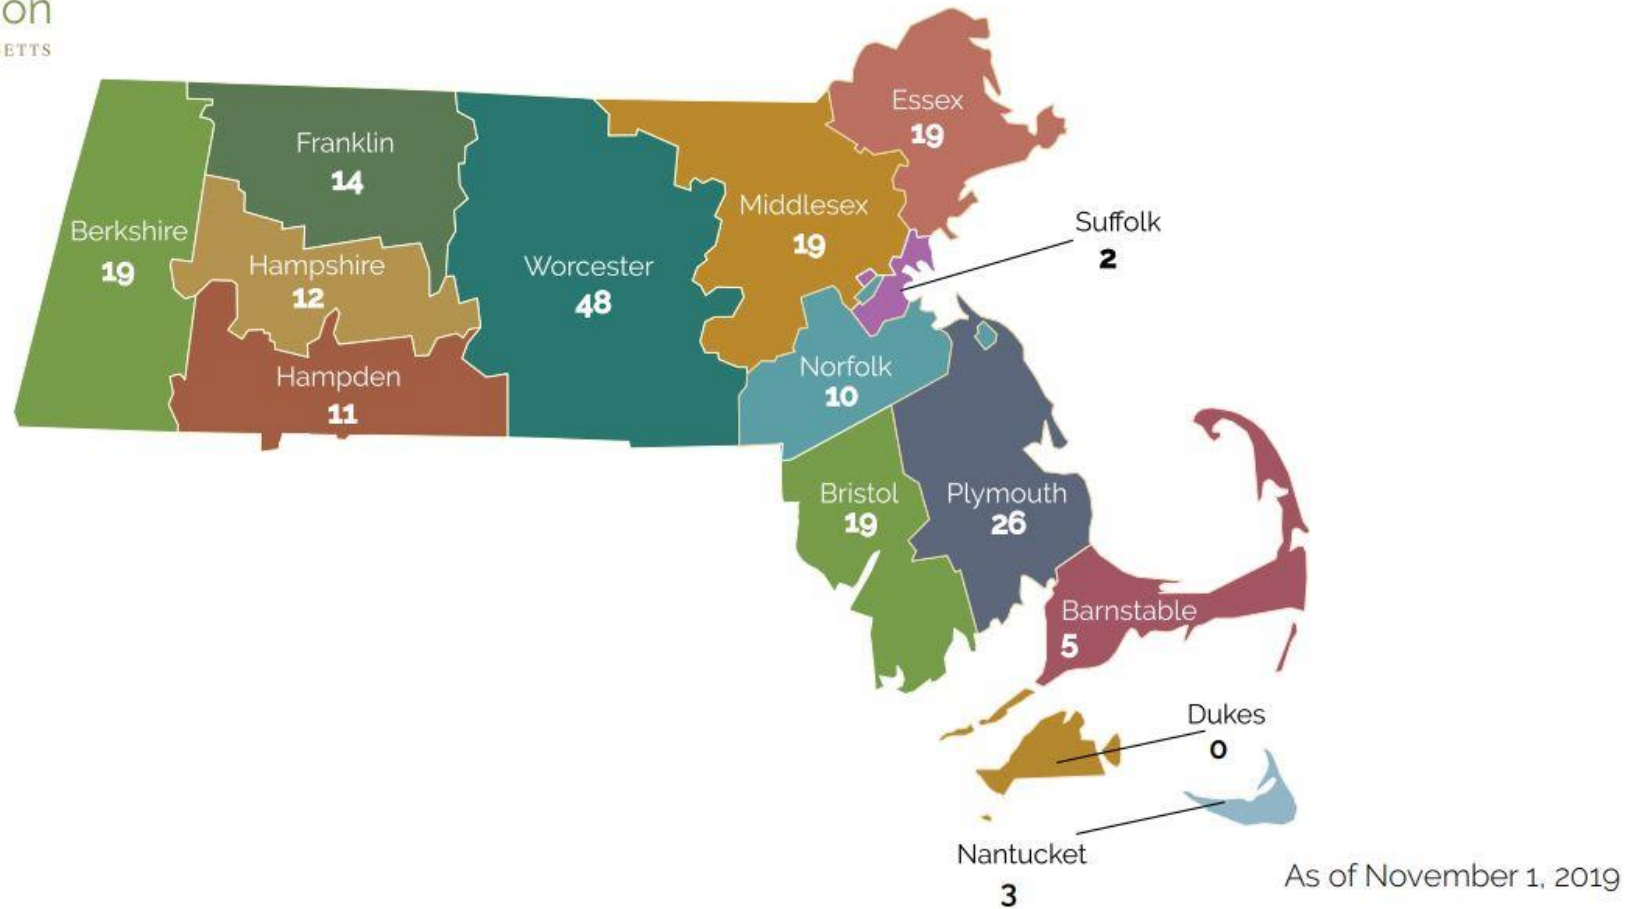 on
ETTS
Essex
19
Franklin
14
Middlesex
19
Suffolk
2
Berkshire
19
Hampshire
12
Worcester
48
Norfolk
10
Hampden
11
Bristol
19
Plymouth
26
Barnstable
5
Dukes
0
Nantucket
3
As of November 1, 2019